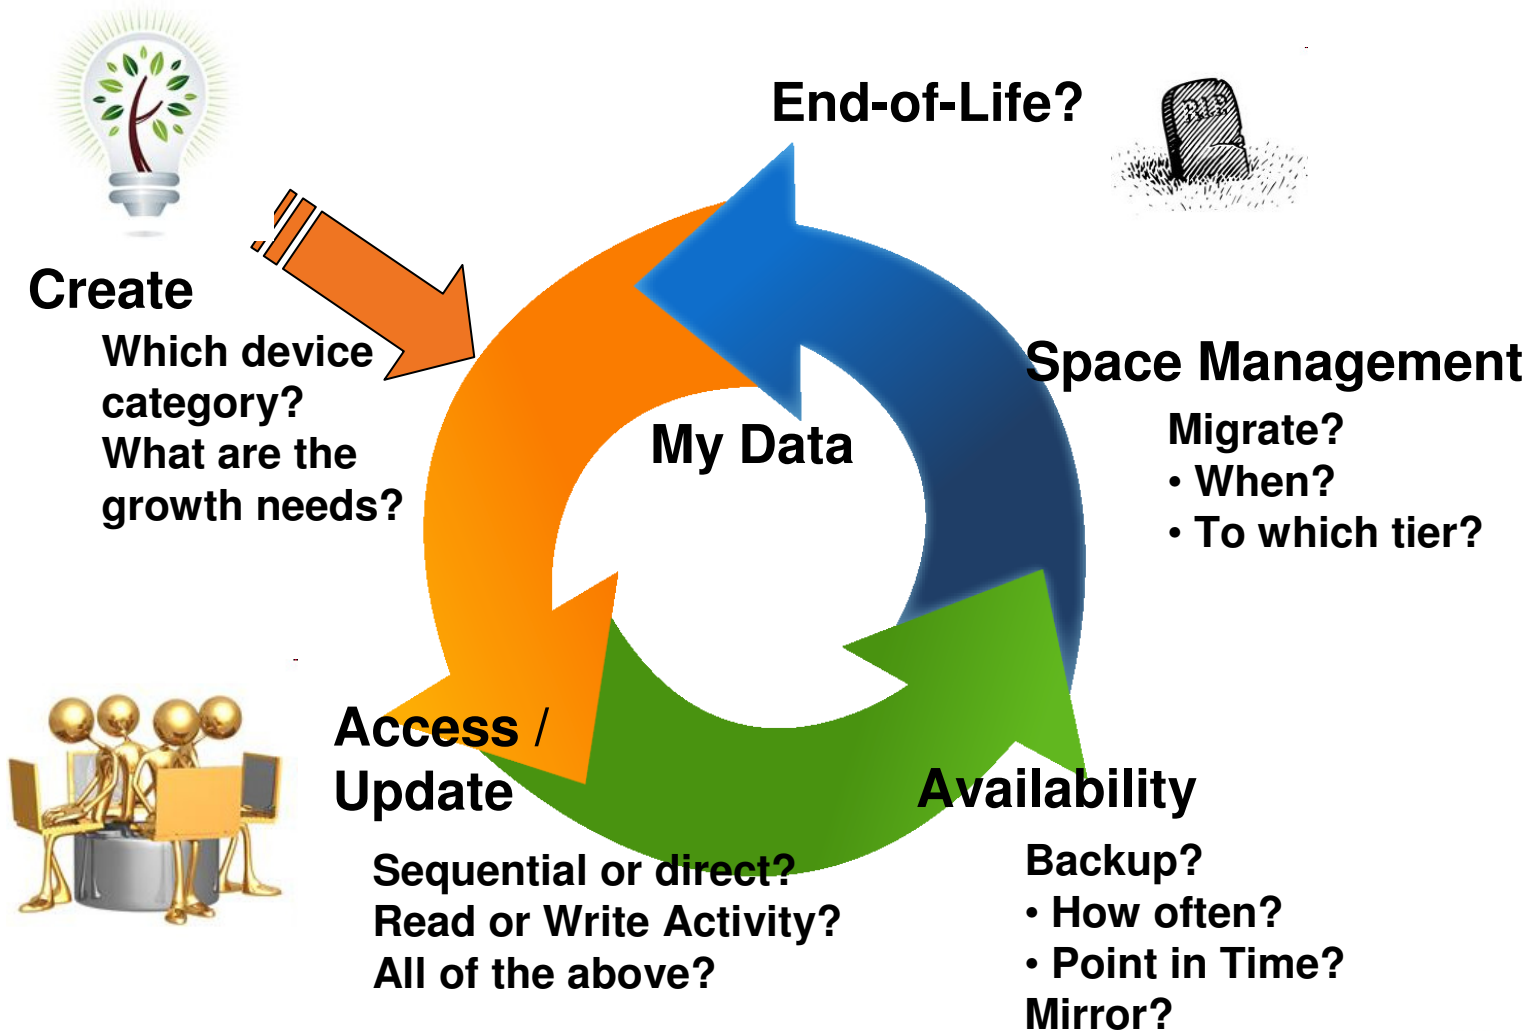 End-of-Life?
RIP
Create
Which device
category?
What are the
growth needs?
My Data
Space Management
Migrate?
• When?
• To which tier?
Access /
Update
Sequential or direct?
Read or Write Activity?
All of the above?
Availability
Backup?
• How often?
• Point in Time?
Mirror?